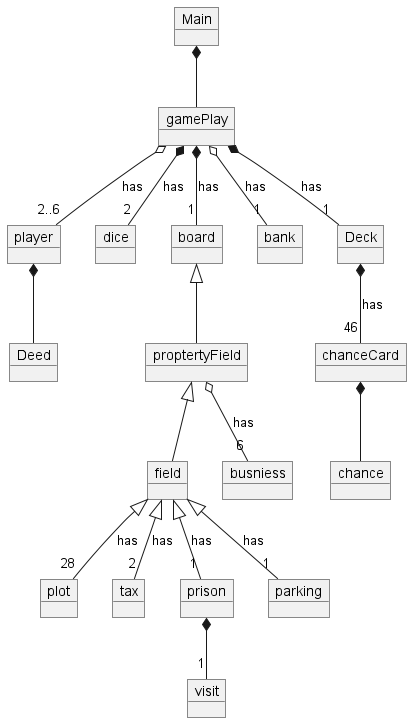 Main
gamePlay
has has has has has
2..6 2 1 1 1
player dice board bank Deck
has
46
Deed proptertyField chanceCard
has
6
field busniess chance
has has has has
28 2 1 1
plot tax prison parking
1
visit